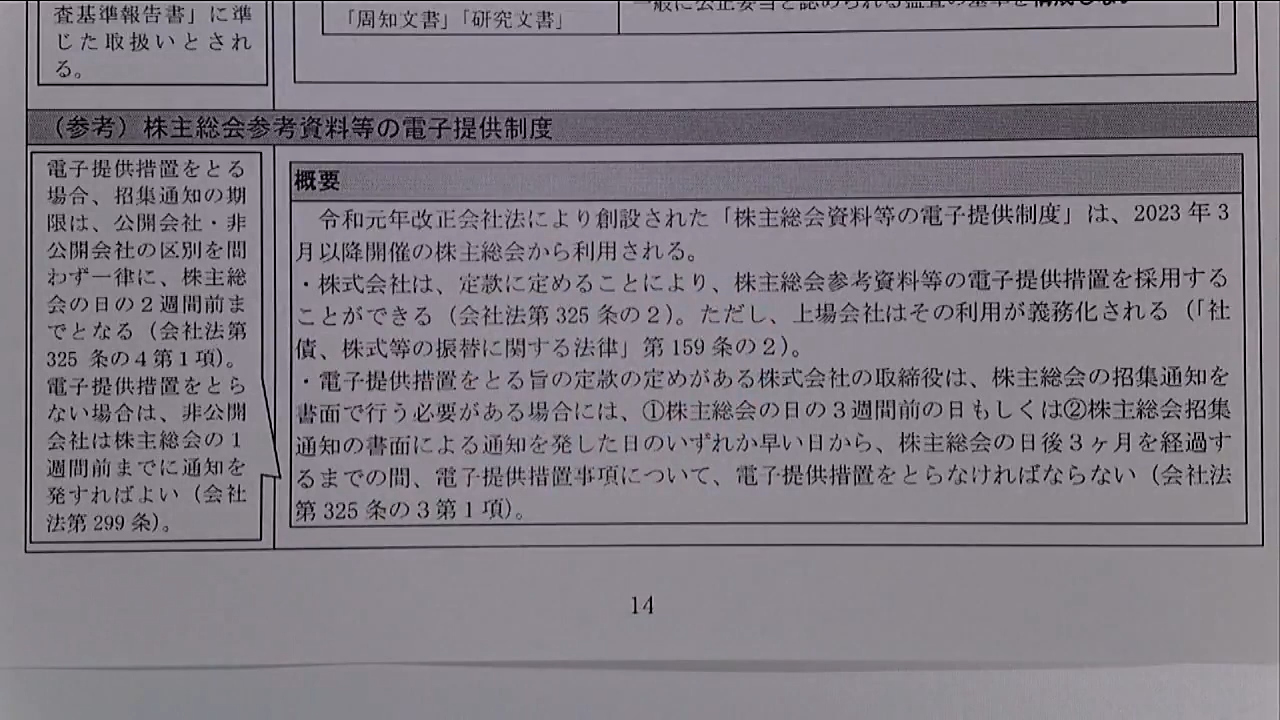 査基準報告書」に準
じた取扱いとされ
る。
「周知文書」「研究文書」
一般に公正妥当と認められる監査の基準を構成しない
（参考）株主総会参考資料等の電子提供制度
電子提供措置をとる
場合、招集通知の期
限は、公開会社・非
公開会社の区別を問
わず一律に、株主総
会の日の２週間前ま
でとなる（会社法第
325 条の４第１項）。
電子提供措置をとら
ない場合は、非公開
会社は株主総会の１
週間前までに通知を
発すればよい（会社
法第 299 条）。
概要
令和元年改正会社法により創設された「株主総会資料等の電子提供制度」は、2023 年３
月以降開催の株主総会から利用される。
・株式会社は、定款に定めることにより、株主総会参考資料等の電子提供措置を採用する
ことができる（会社法第 325 条の２）。ただし、上場会社はその利用が義務化される（「社
債、株式等の振替に関する法律」第 159 条の２）。
・電子提供措置をとる旨の定款の定めがある株式会社の取締役は、株主総会の招集通知を
書面で行う必要がある場合には、①株主総会の日の３週間前の日もしくは②株主総会招集
通知の書面による通知を発した日のいずれか早い日から、株主総会の日後３ヶ月を経過す
るまでの間、電子提供措置事項について、電子提供措置をとらなければならない（会社法
第 325 条の３第１項）。
14